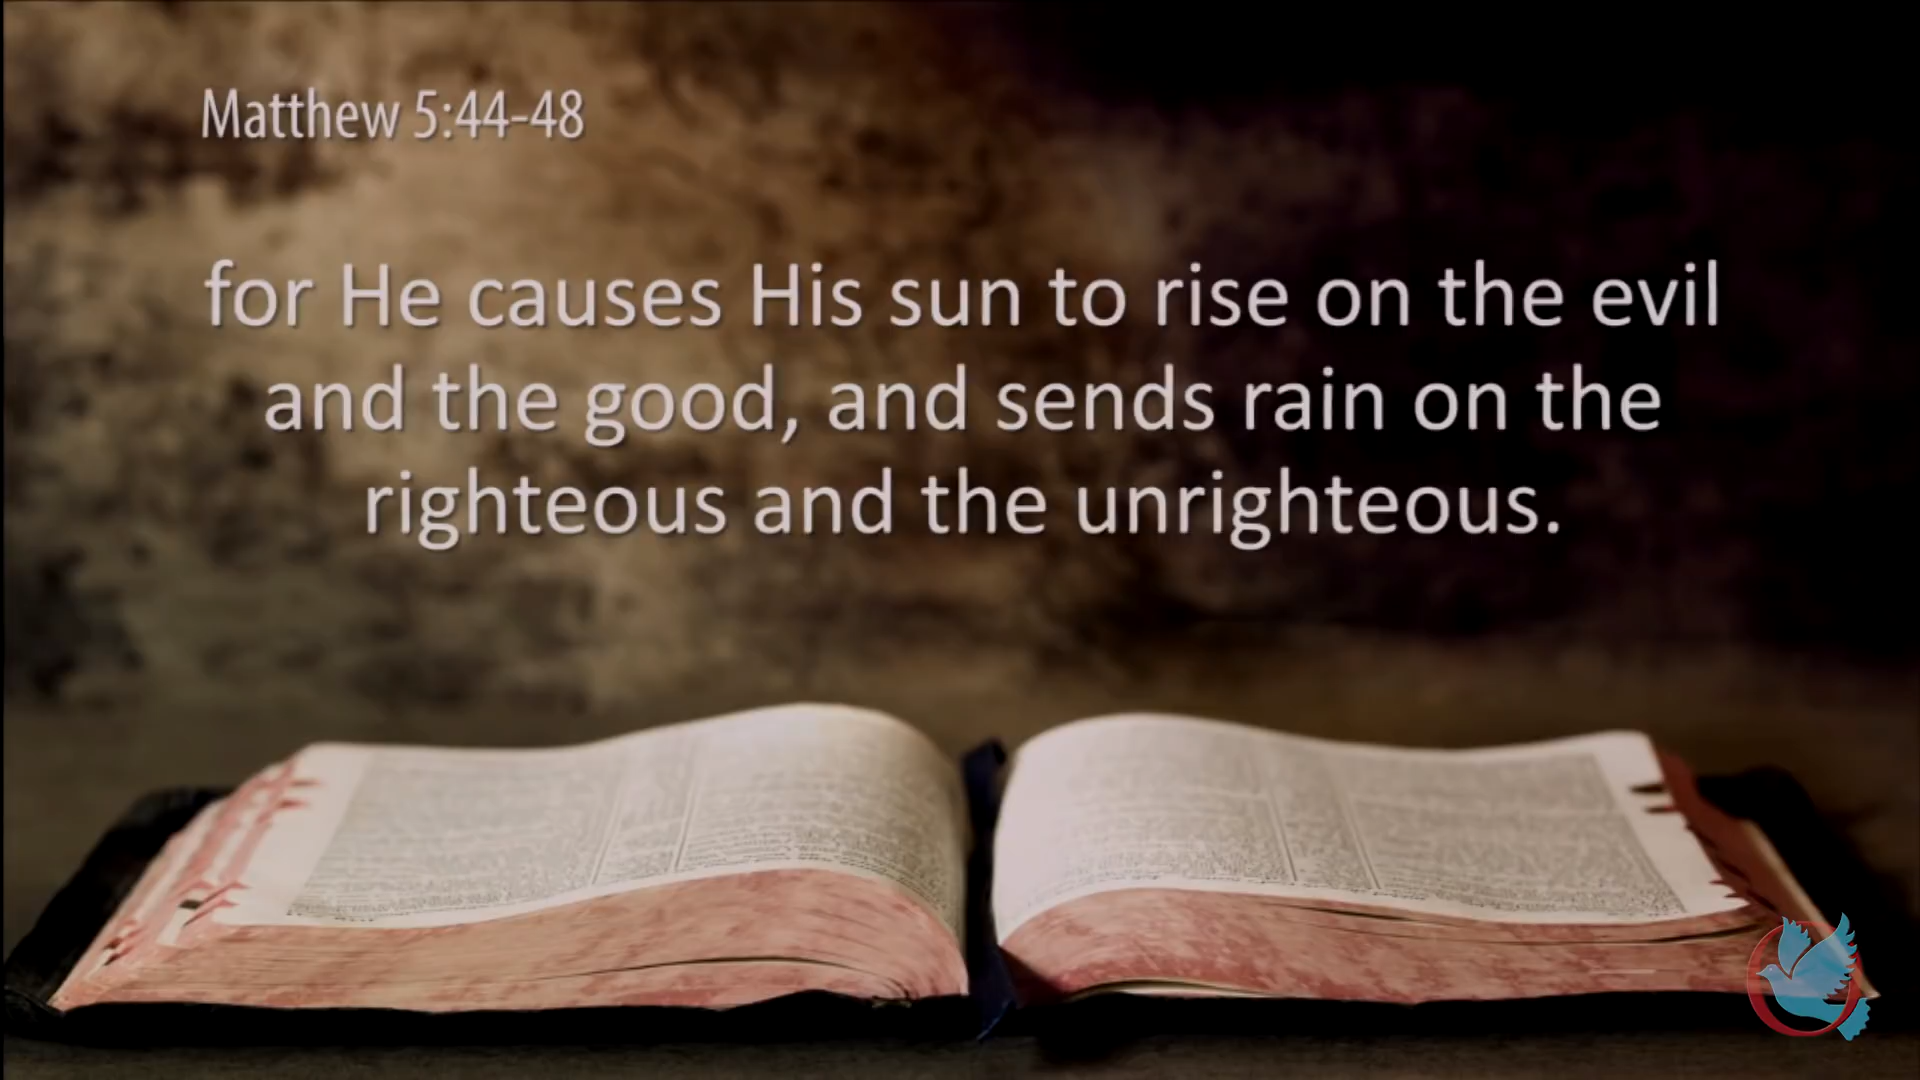 Matthew 5:44-48
for He causes His sun to rise on the evil
and the good, and sends rain on the
righteous and the unrighteous.